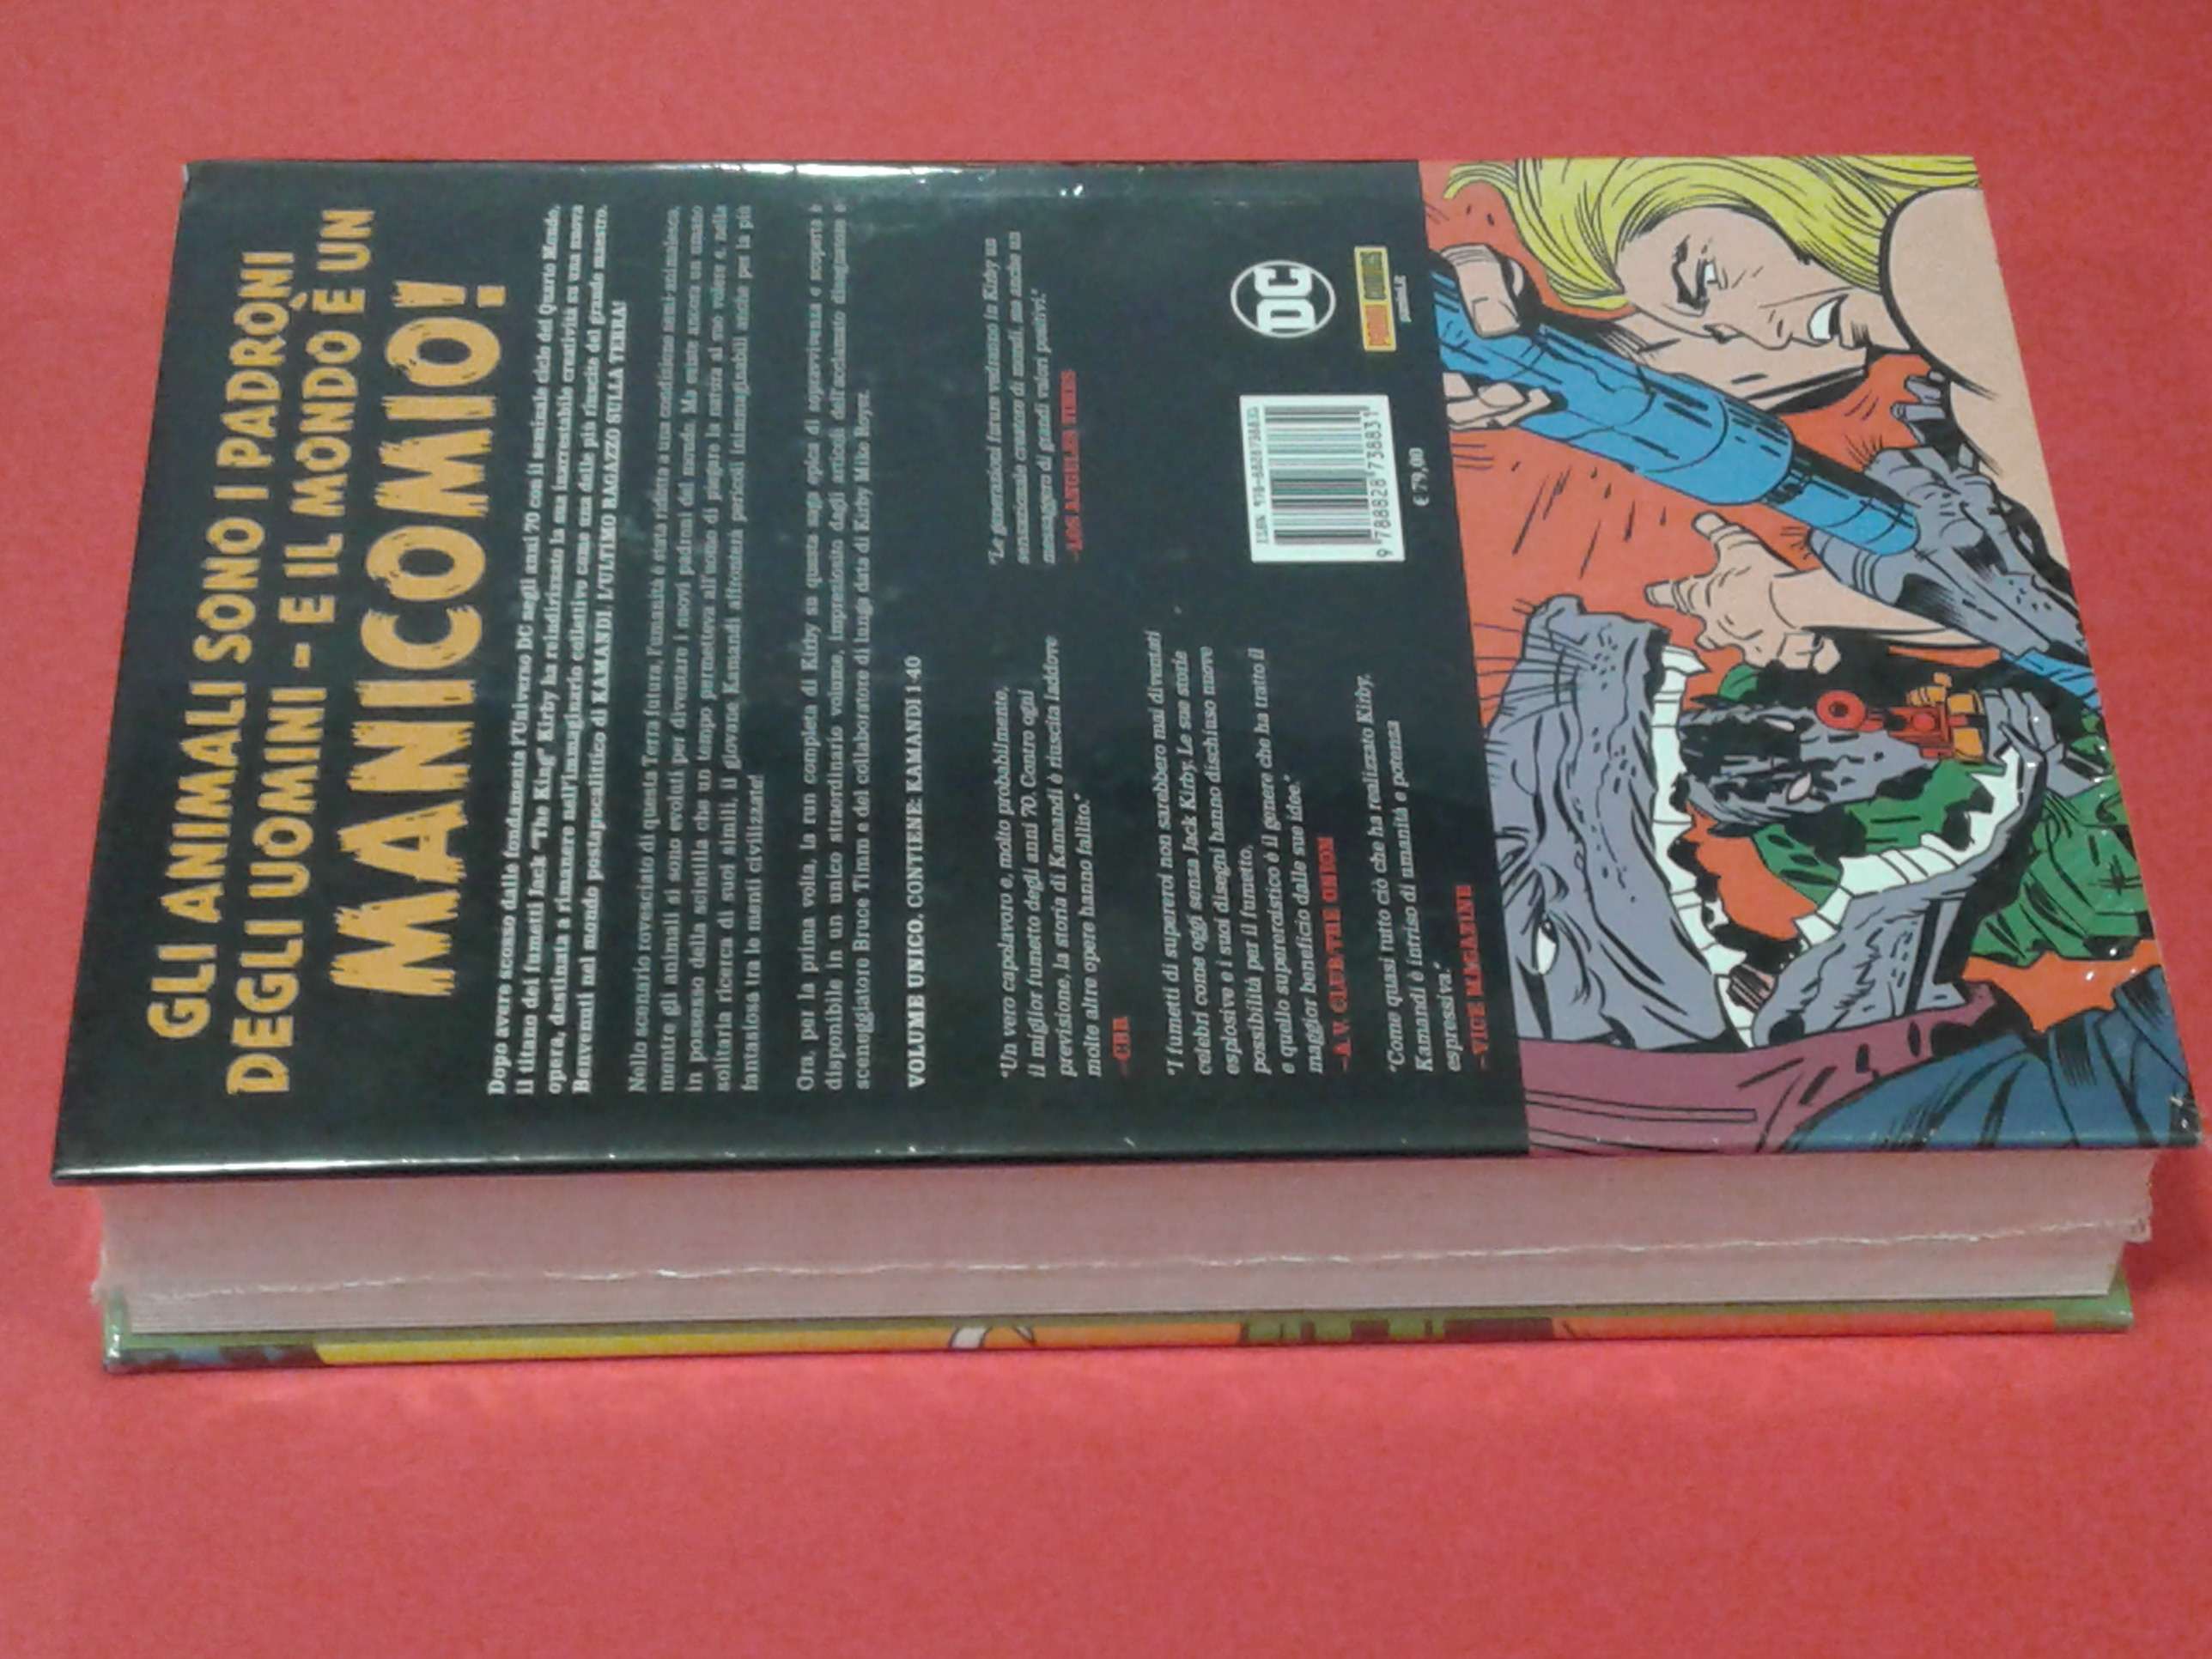 GLI ANIMALI SONO I PADRONI
DEGLI UOMINI - E IL MONDO È UN
MANICOMIO!
Dopo avere scosso dalle fondamenta l'Universo DC negli anni 70 con il seminale ciclo del Quarto Mondo,
il titano dei fumetti Jack "The King" Kirby ha reindirizzato la sua inarrestabile creatività su una nuova
opera, destinata a rimanere nell'immaginario collettivo come una delle più riuscite del grande maestro.
Benvenuti nel mondo postapocalittico di KAMANDI, L'ULTIMO RAGAZZO SULLA TERRA!
Nello scenario rovesciato di questa Terra futura, l'umanità è stata ridotta a una condizione semi-animalesca,
mentre gli animali si sono evoluti per diventare i nuovi padroni del mondo. Ma esiste ancora un umano
in possesso della scintilla che un tempo permetteva all'uomo di piegare la natura al suo volere e, nella
solitaria ricerca di suoi simili, il giovane Kamandi affronterà pericoli inimmaginabili anche per la più
fantasiosa tra le menti civilizzate!
Ora, per la prima volta, la run completa di Kirby su questa saga epica di sopravvivenza e scoperta è
disponibile in un unico straordinario volume, impreziosito dagli articoli dell'acclamato disegnatore e
sceneggiatore Bruce Timm e del collaboratore di lunga data di Kirby Mike Royer.
VOLUME UNICO. CONTIENE: KAMANDI 1-40
"Un vero capolavoro e, molto probabilmente,
il miglior fumetto degli anni 70. Contro ogni
previsione, la storia di Kamandi è riuscita laddove
molte altre opere hanno fallito."
–CBR
"I fumetti di supereroi non sarebbero mai diventati
celebri come oggi senza Jack Kirby. Le sue storie
esplosive e i suoi disegni hanno dischiuso nuove
possibilità per il fumetto,
e quello supereroistico è il genere che ha tratto il
maggior beneficio dalle sue idee."
–A.V. CLUB/THE ONION
"Come quasi tutto ciò che ha realizzato Kirby,
Kamandi è intriso di umanità e potenza
espressiva."
–VICE MAGAZINE
"Le generazioni future vedranno in Kirby un
sensazionale creatore di mondi, ma anche un
messaggero di grandi valori positivi."
–LOS ANGELES TIMES
DC
PANINI COMICS
panini.it
9 788828 738831
€ 79,00